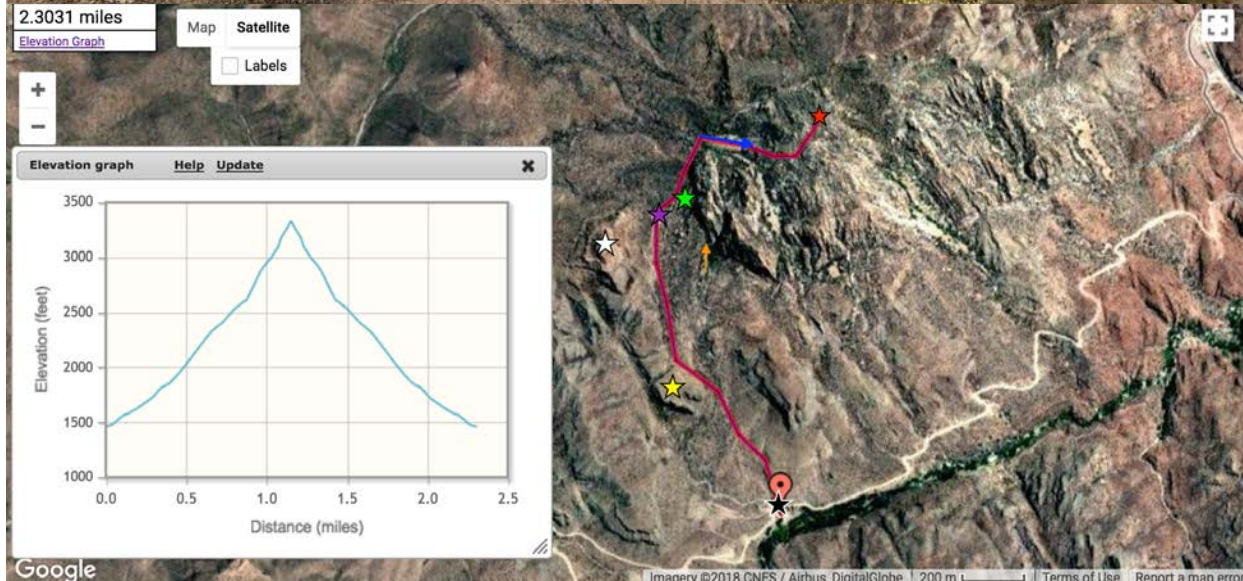 2.3031 miles
Elevation Graph
Map Satellite
Labels
+
−
Elevation graph Help Update ✖
3500
3000
2500
2000
1500
1000
Elevation (feet)
0.0 0.5 1.0 1.5 2.0 2.5
Distance (miles)
Google
Imagery ©2018 CNES / Airbus, DigitalGlobe 200 m Terms of Use Report a map error